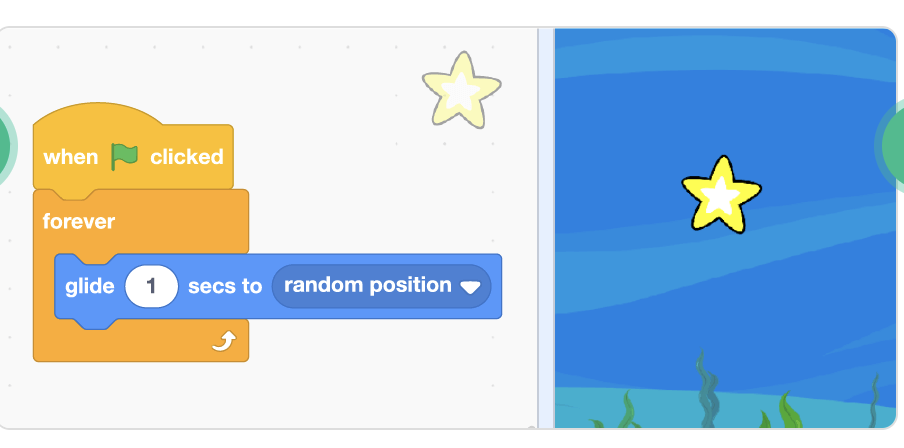 when clicked
forever
glide 1 secs to random position